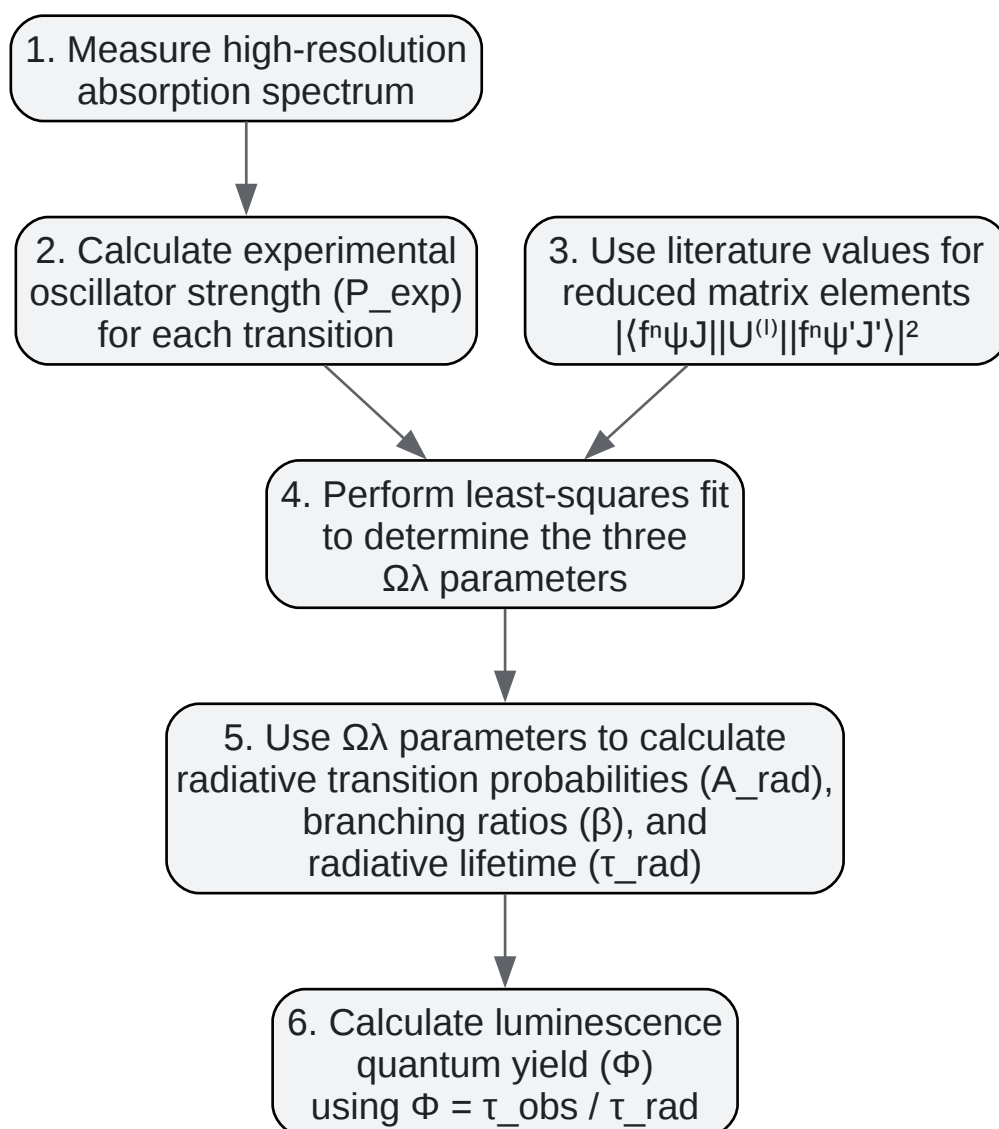 1. Measure high-resolution
absorption spectrum
2. Calculate experimental
oscillator strength (P_exp)
for each transition
3. Use literature values for
reduced matrix elements
|⟨fⁿψJ||U⁽ˡ⁾||fⁿψ'J'⟩|²
4. Perform least-squares fit
to determine the three
Ωλ parameters
5. Use Ωλ parameters to calculate
radiative transition probabilities (A_rad),
branching ratios (β), and
radiative lifetime (τ_rad)
6. Calculate luminescence
quantum yield (Φ)
using Φ = τ_obs / τ_rad